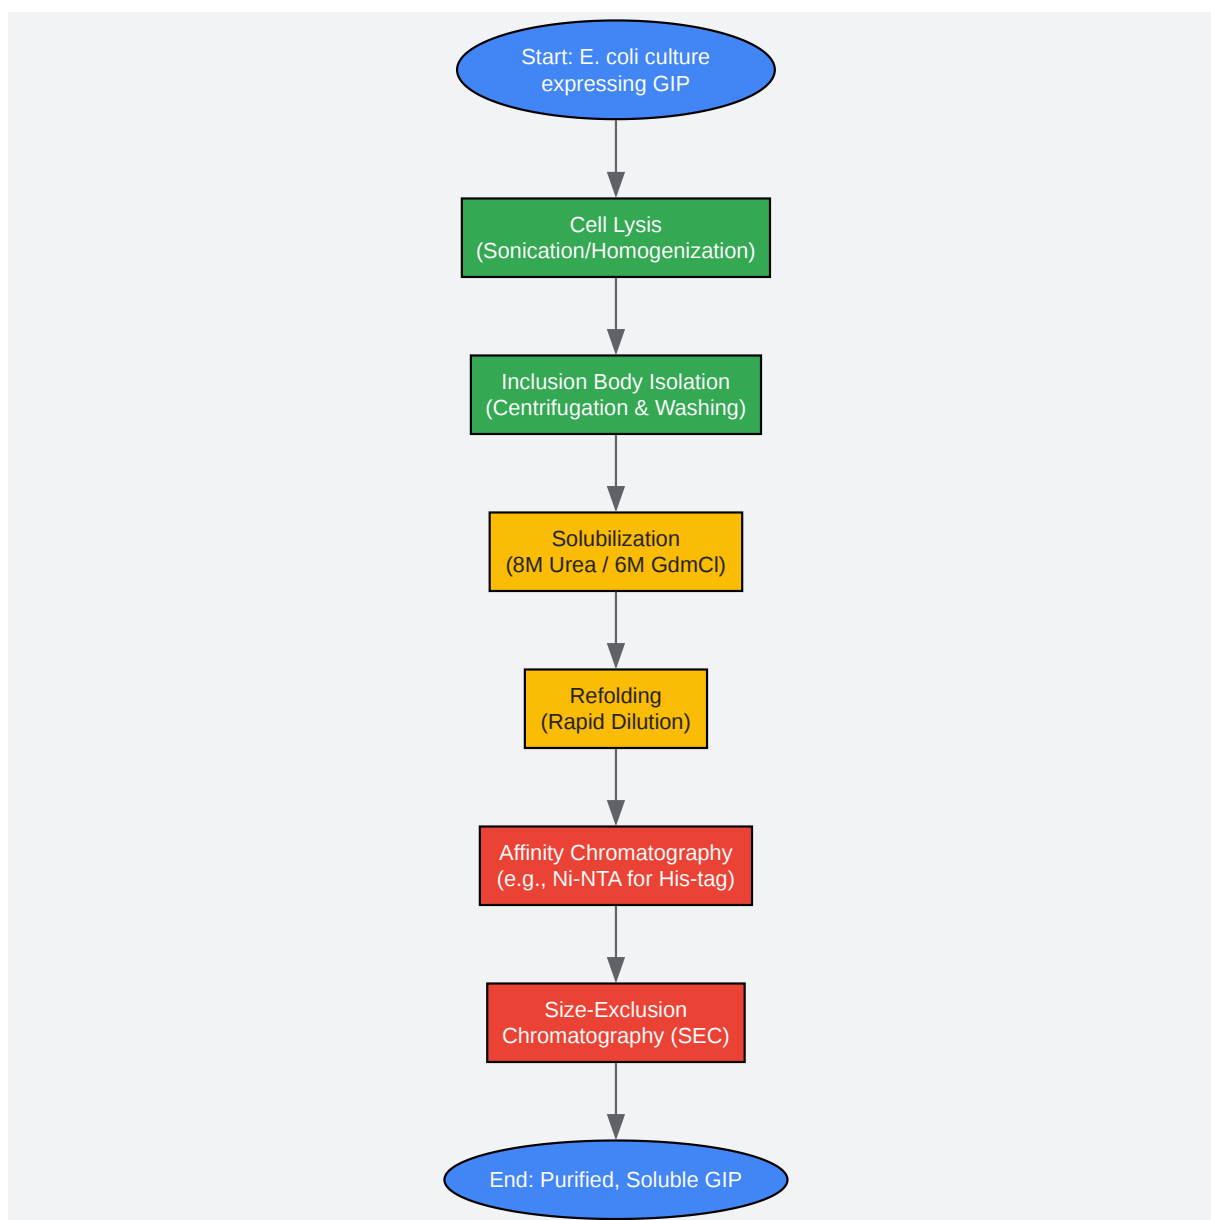 Start: E. coli culture
expressing GIP
Cell Lysis
(Sonication/Homogenization)
Inclusion Body Isolation
(Centrifugation & Washing)
Solubilization
(8M Urea / 6M GdmCl)
Refolding
(Rapid Dilution)
Affinity Chromatography
(e.g., Ni-NTA for His-tag)
Size-Exclusion
Chromatography (SEC)
End: Purified, Soluble GIP